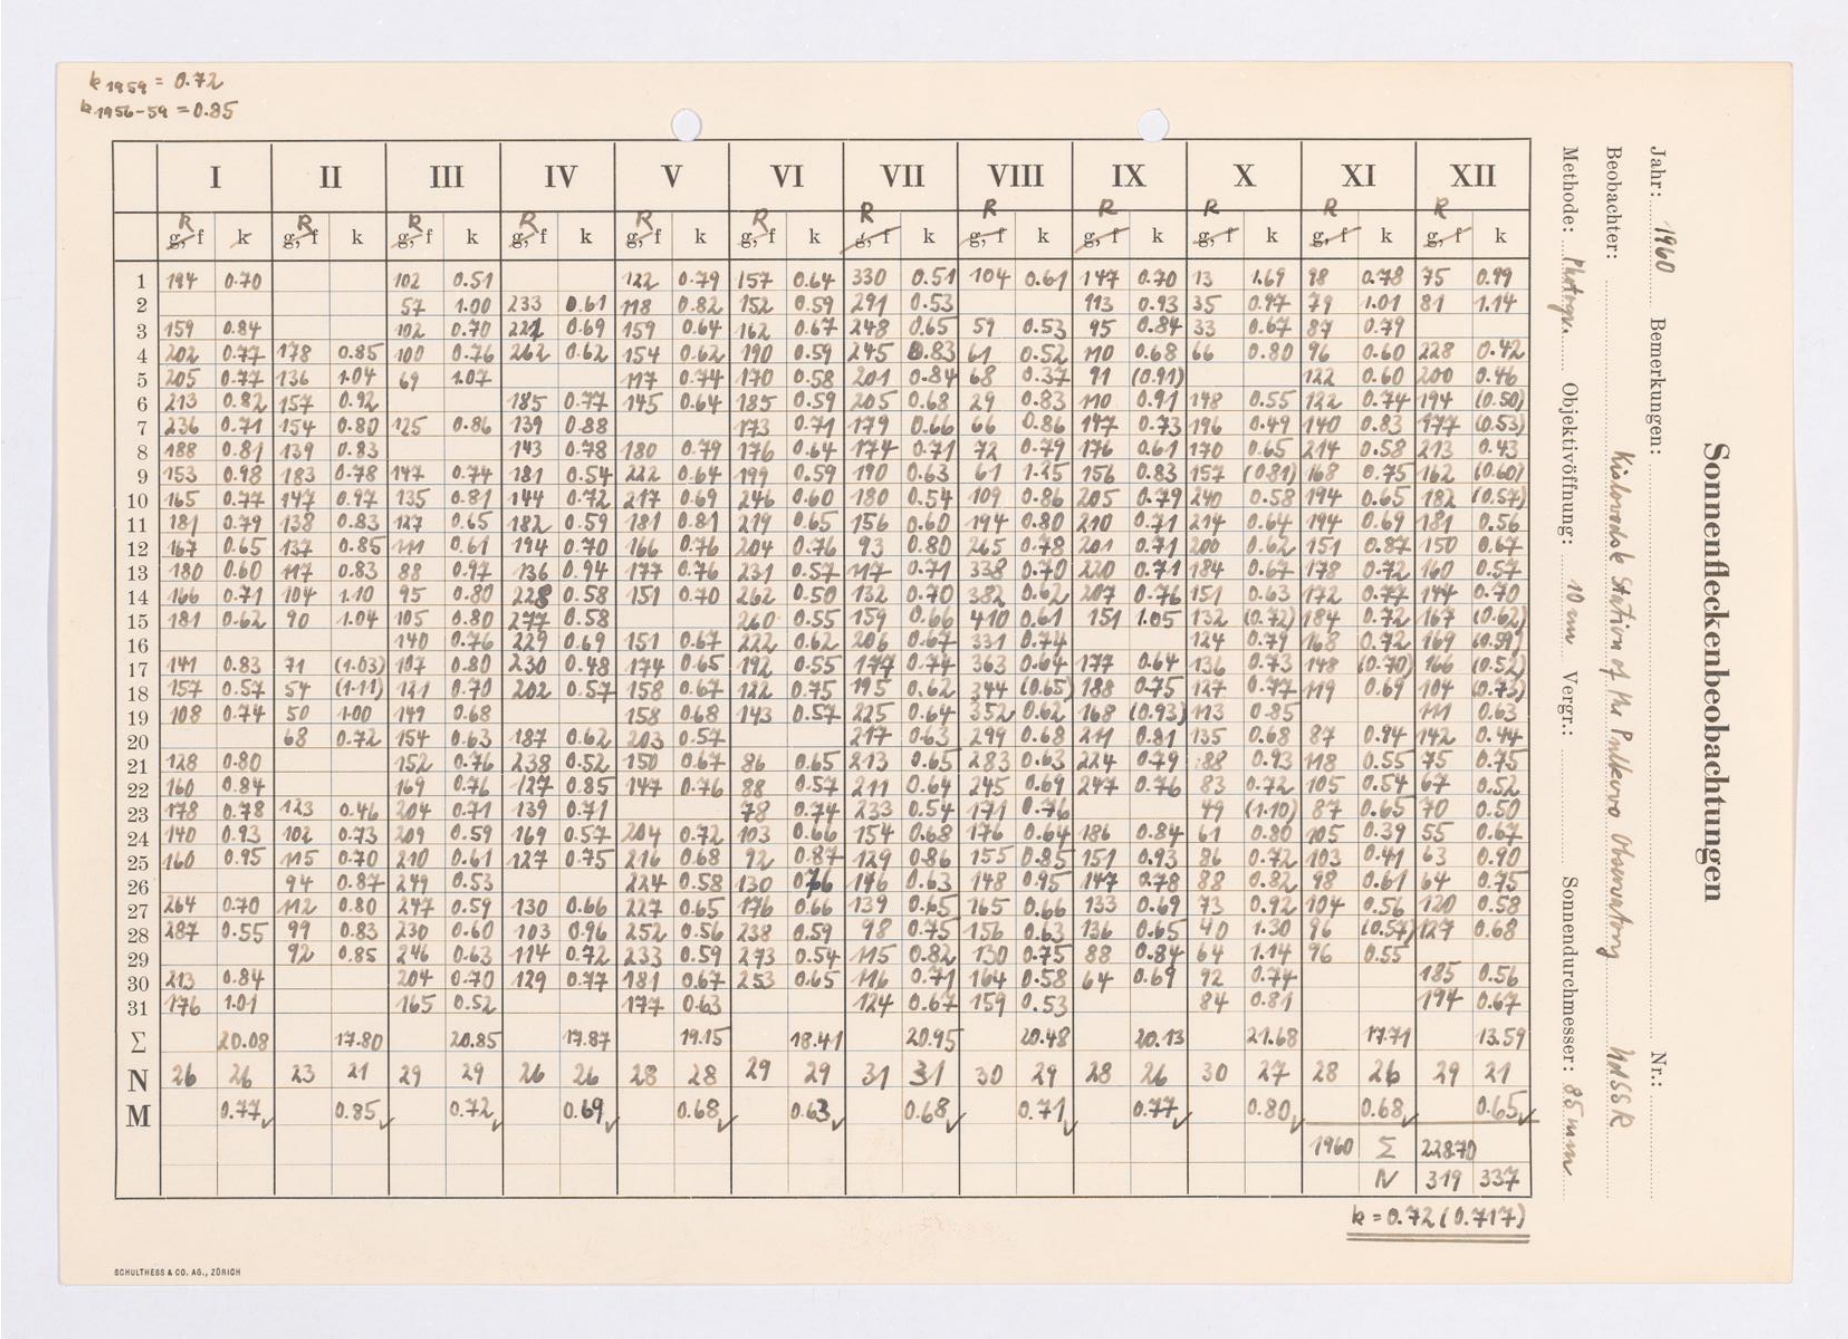 k 1959 = 0.72
k 1956-59 = 0.85
I II III IV V VI VII VIII IX X XI XII
R R R R R R R R R R R R
g, f k g, f k g, f k g, f k g, f k g, f k g, f k g, f k g, f k g, f k g, f k g, f k
1 194 0.70 102 0.51 122 0.79 157 0.64 330 0.51 104 0.61 147 0.70 13 1.69 98 0.78 75 0.99
2 57 1.00 233 0.61 118 0.82 152 0.59 291 0.53 113 0.93 35 0.97 79 1.01 81 1.14
3 159 0.84 102 0.70 221 0.69 159 0.64 162 0.67 248 0.65 59 0.53 95 0.84 33 0.67 87 0.79
4 202 0.77 178 0.85 100 0.76 262 0.62 154 0.62 190 0.59 245 0.83 61 0.52 110 0.68 66 0.80 96 0.60 228 0.42
5 205 0.77 136 1.04 69 1.07 117 0.74 170 0.58 201 0.84 68 0.37 91 (0.91) 122 0.60 200 0.46
6 213 0.82 157 0.92 185 0.77 145 0.64 185 0.59 205 0.68 29 0.83 110 0.91 148 0.55 122 0.74 194 (0.50)
7 236 0.71 154 0.80 125 0.86 139 0.88 173 0.71 179 0.66 66 0.86 147 0.73 196 0.49 140 0.83 177 (0.53)
8 188 0.81 139 0.83 143 0.78 180 0.79 176 0.64 174 0.71 72 0.79 176 0.61 170 0.65 214 0.58 213 0.43
9 153 0.98 183 0.78 147 0.74 181 0.54 222 0.64 199 0.59 190 0.63 61 1.25 156 0.83 157 (0.81) 168 0.75 162 (0.60)
10 165 0.77 147 0.97 135 0.81 144 0.72 217 0.69 246 0.60 180 0.54 109 0.86 205 0.79 240 0.58 194 0.65 182 (0.57)
11 181 0.79 138 0.83 127 0.65 182 0.59 181 0.81 219 0.65 156 0.60 194 0.80 210 0.71 214 0.64 194 0.69 181 0.56
12 167 0.65 137 0.85 111 0.61 194 0.70 166 0.76 204 0.76 93 0.80 265 0.78 201 0.71 200 0.62 151 0.87 150 0.67
13 180 0.60 117 0.83 88 0.97 136 0.94 177 0.76 231 0.57 117 0.71 338 0.70 220 0.71 184 0.67 178 0.72 160 0.57
14 166 0.71 104 1.10 95 0.80 228 0.58 151 0.70 262 0.50 132 0.70 382 0.62 207 0.76 151 0.63 172 0.77 144 0.70
15 181 0.62 90 1.04 105 0.80 277 0.58 260 0.55 159 0.66 410 0.61 151 1.05 132 (0.72) 184 0.72 167 (0.62)
16 140 0.76 229 0.69 151 0.67 222 0.62 206 0.67 331 0.74 124 0.79 168 0.72 169 (0.59)
17 141 0.83 71 (1.03) 107 0.80 230 0.48 174 0.65 192 0.55 177 0.74 363 0.64 177 0.64 136 0.73 148 (0.70) 166 (0.52)
18 157 0.57 54 (1.11) 121 0.70 202 0.57 158 0.67 122 0.75 195 0.62 344 (0.65) 188 0.75 127 0.77 119 0.69 104 (0.73)
19 108 0.74 50 1.00 149 0.68 158 0.68 143 0.57 225 0.64 352 0.62 168 (0.93) 113 0.85 111 0.63
20 68 0.72 154 0.63 187 0.62 203 0.57 217 0.63 299 0.68 211 0.81 135 0.68 87 0.94 142 0.44
21 128 0.80 152 0.76 238 0.52 150 0.67 86 0.65 213 0.65 283 0.63 224 0.79 88 0.93 118 0.55 75 0.75
22 160 0.84 169 0.76 127 0.85 147 0.76 88 0.57 211 0.69 245 0.69 247 0.76 83 0.72 105 0.54 67 0.52
23 178 0.78 123 0.46 204 0.71 139 0.71 78 0.74 233 0.54 171 0.76 49 (1.10) 87 0.65 70 0.50
24 140 0.93 102 0.73 209 0.59 169 0.57 204 0.72 103 0.66 154 0.68 176 0.64 186 0.84 61 0.80 105 0.39 55 0.67
25 160 0.95 115 0.70 210 0.61 127 0.75 216 0.68 92 0.87 129 0.86 155 0.85 151 0.93 86 0.72 103 0.41 63 0.90
26 94 0.87 249 0.53 224 0.58 130 0.76 146 0.63 148 0.95 147 0.78 88 0.82 98 0.61 64 0.75
27 264 0.70 112 0.80 247 0.59 130 0.66 227 0.65 176 0.66 139 0.65 165 0.66 133 0.69 73 0.92 104 0.56 120 0.58
28 287 0.55 99 0.83 230 0.60 103 0.96 252 0.56 238 0.59 98 0.75 156 0.63 136 0.65 40 1.30 96 (0.57) 127 0.68
29 92 0.85 246 0.63 114 0.72 233 0.59 273 0.54 115 0.82 130 0.75 88 0.84 64 1.14 96 0.55
30 213 0.84 204 0.70 129 0.77 181 0.67 253 0.65 116 0.71 164 0.58 64 0.69 92 0.74 185 0.56
31 176 1.01 165 0.52 177 0.63 124 0.67 159 0.53 84 0.81 194 0.67
Σ 20.08 17.80 20.85 17.87 19.15 18.41 20.95 20.48 20.13 21.68 17.71 13.59
N 26 26 23 21 29 29 26 26 28 28 29 29 31 31 30 29 28 26 30 27 28 26 29 21
M 0.77 0.85 0.72 0.69 0.68 0.63 0.68 0.71 0.77 0.80 0.68 0.65
1960 Σ 228.70
N 319 337
k = 0.72 (0.717)
SCHULTHESS & CO. AG., ZÜRICH
Sonnenfleckenbeobachtungen
Jahr: 1960 Bemerkungen: Nr.:
Beobachter: Kislovodsk Station of the Pulkovo Observatory UdSSR
Methode: Photogr. Objektivöffnung: 10 cm Vergr.: Sonnendurchmesser: 85 mm